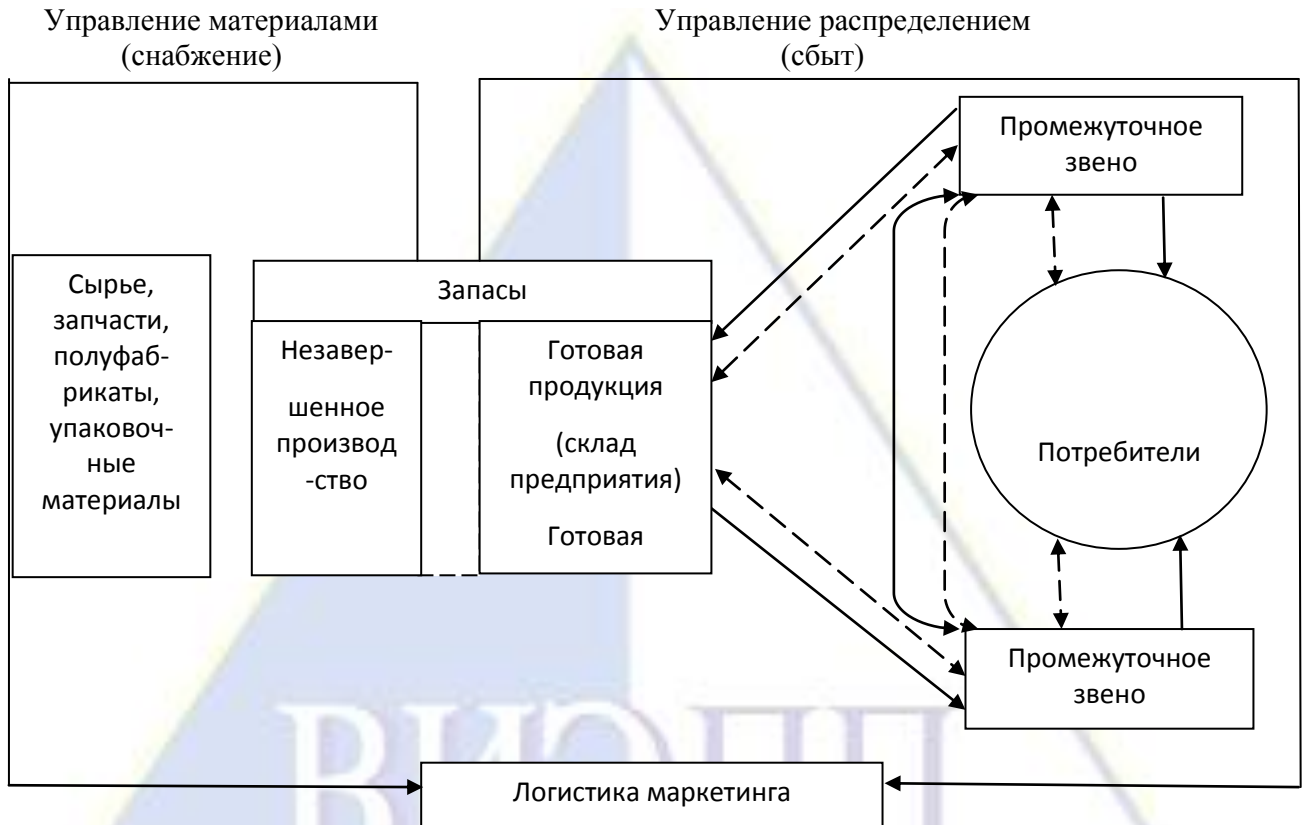 Управление материалами
(снабжение)
Управление распределением
(сбыт)
Промежуточное
звено
Сырье,
запчасти,
полуфаб-
рикаты,
упаковоч-
ные
материалы
Запасы
Незавер-
шенное
производ
-ство
Готовая
продукция
(склад
предприятия)
Готовая
Потребители
Промежуточное
звено
ВИЭПП
Логистика маркетинга